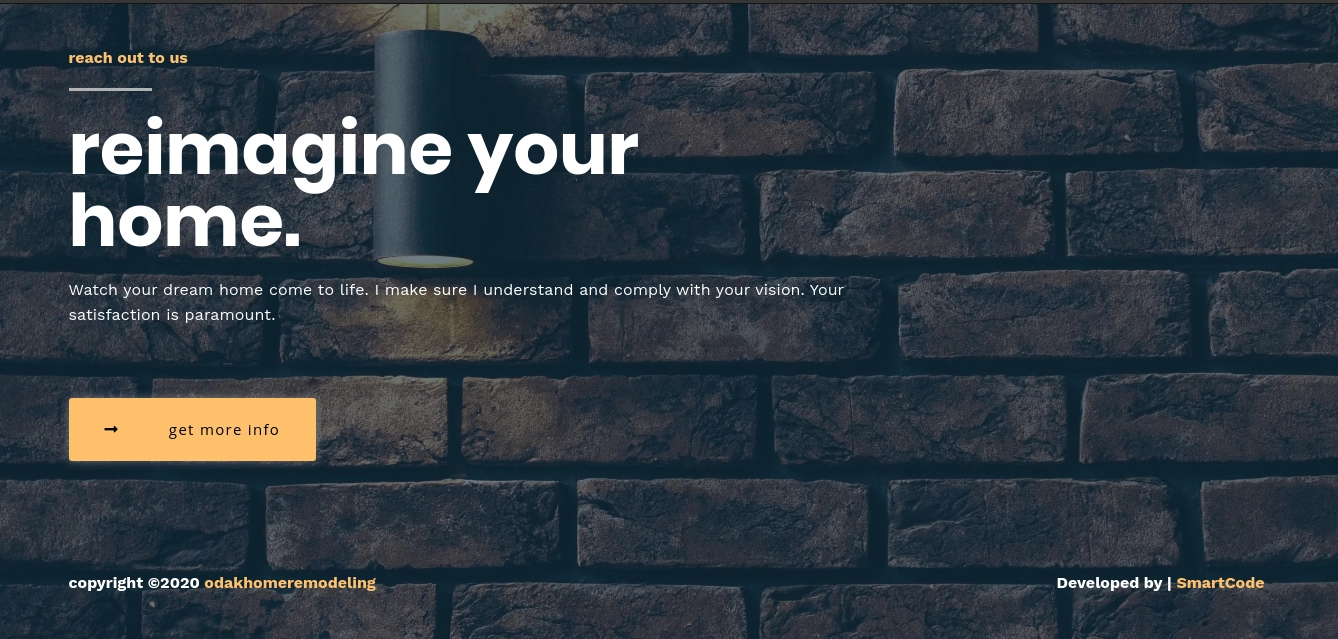 reach out to us
reimagine your
home.
Watch your dream home come to life. I make sure I understand and comply with your vision. Your
satisfaction is paramount.
get more info
copyright ©2020 odakhomeremodeling
Developed by | SmartCode